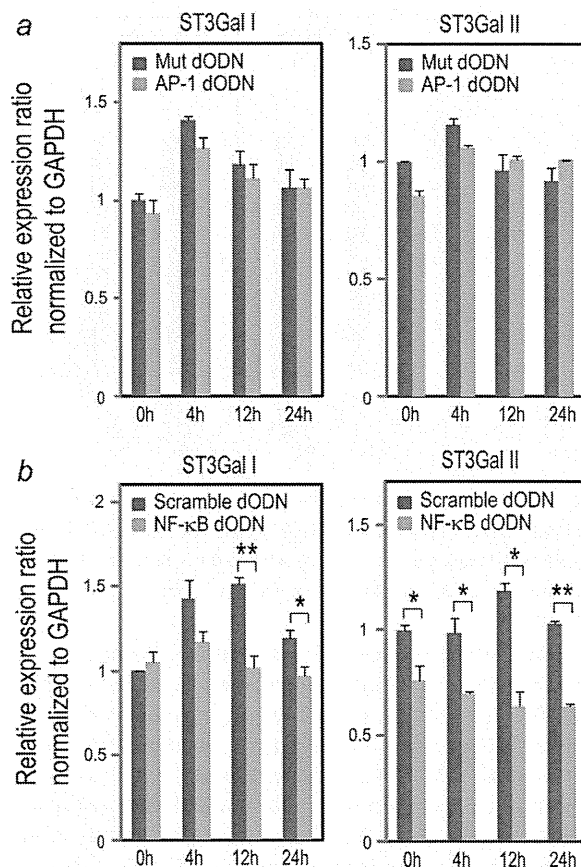 a
ST3Gal I
ST3Gal II
Relative expression ratio
normalized to GAPDH
Mut dODN
AP-1 dODN
1.5
1
0.5
0
0h 4h 12h 24h
Mut dODN
AP-1 dODN
1.5
1
0.5
0
0h 4h 12h 24h
b
ST3Gal I
ST3Gal II
Relative expression ratio
normalized to GAPDH
Scramble dODN
NF-κB dODN
**
*
2
1.5
1
0.5
0
0h 4h 12h 24h
Scramble dODN
NF-κB dODN
* * * **
1.5
1
0.5
0
0h 4h 12h 24h